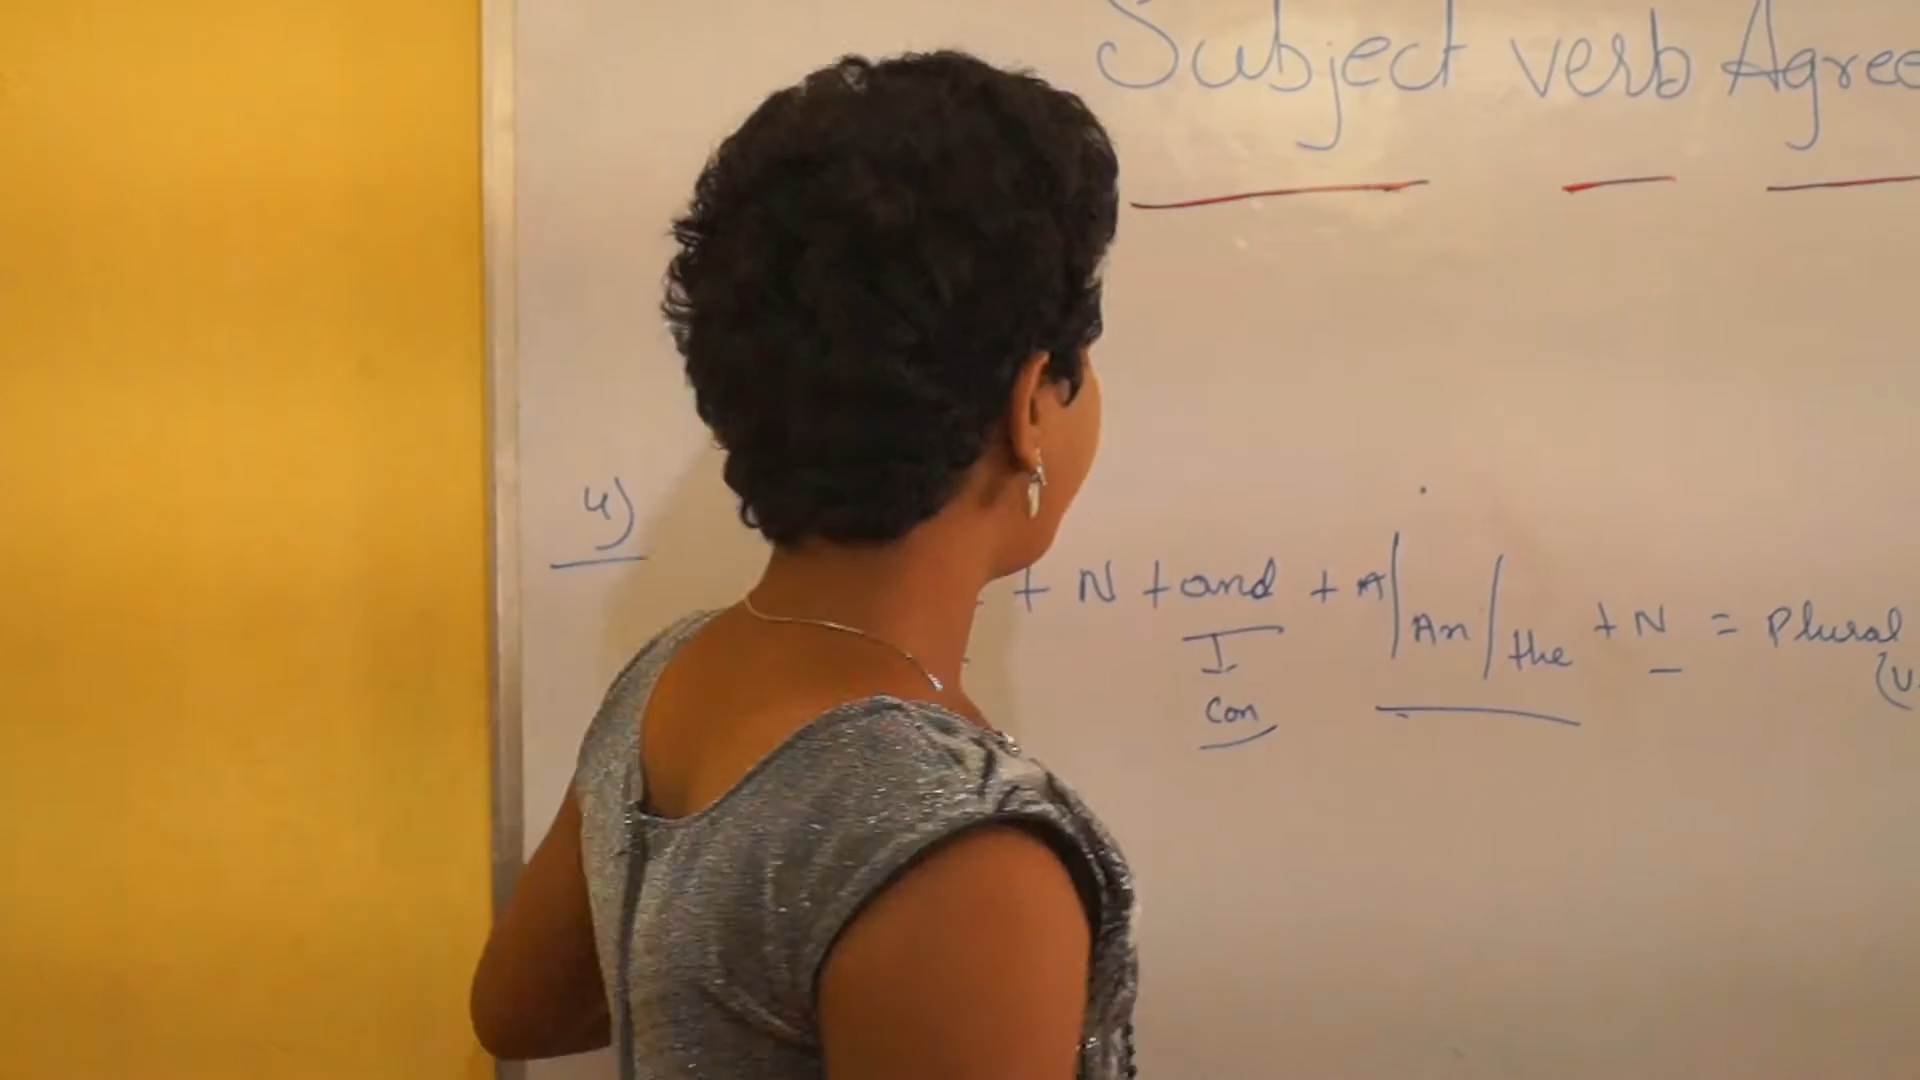 Subject verb Agree
4)
+ N + and + A/An/the + N = Plural
I
Con